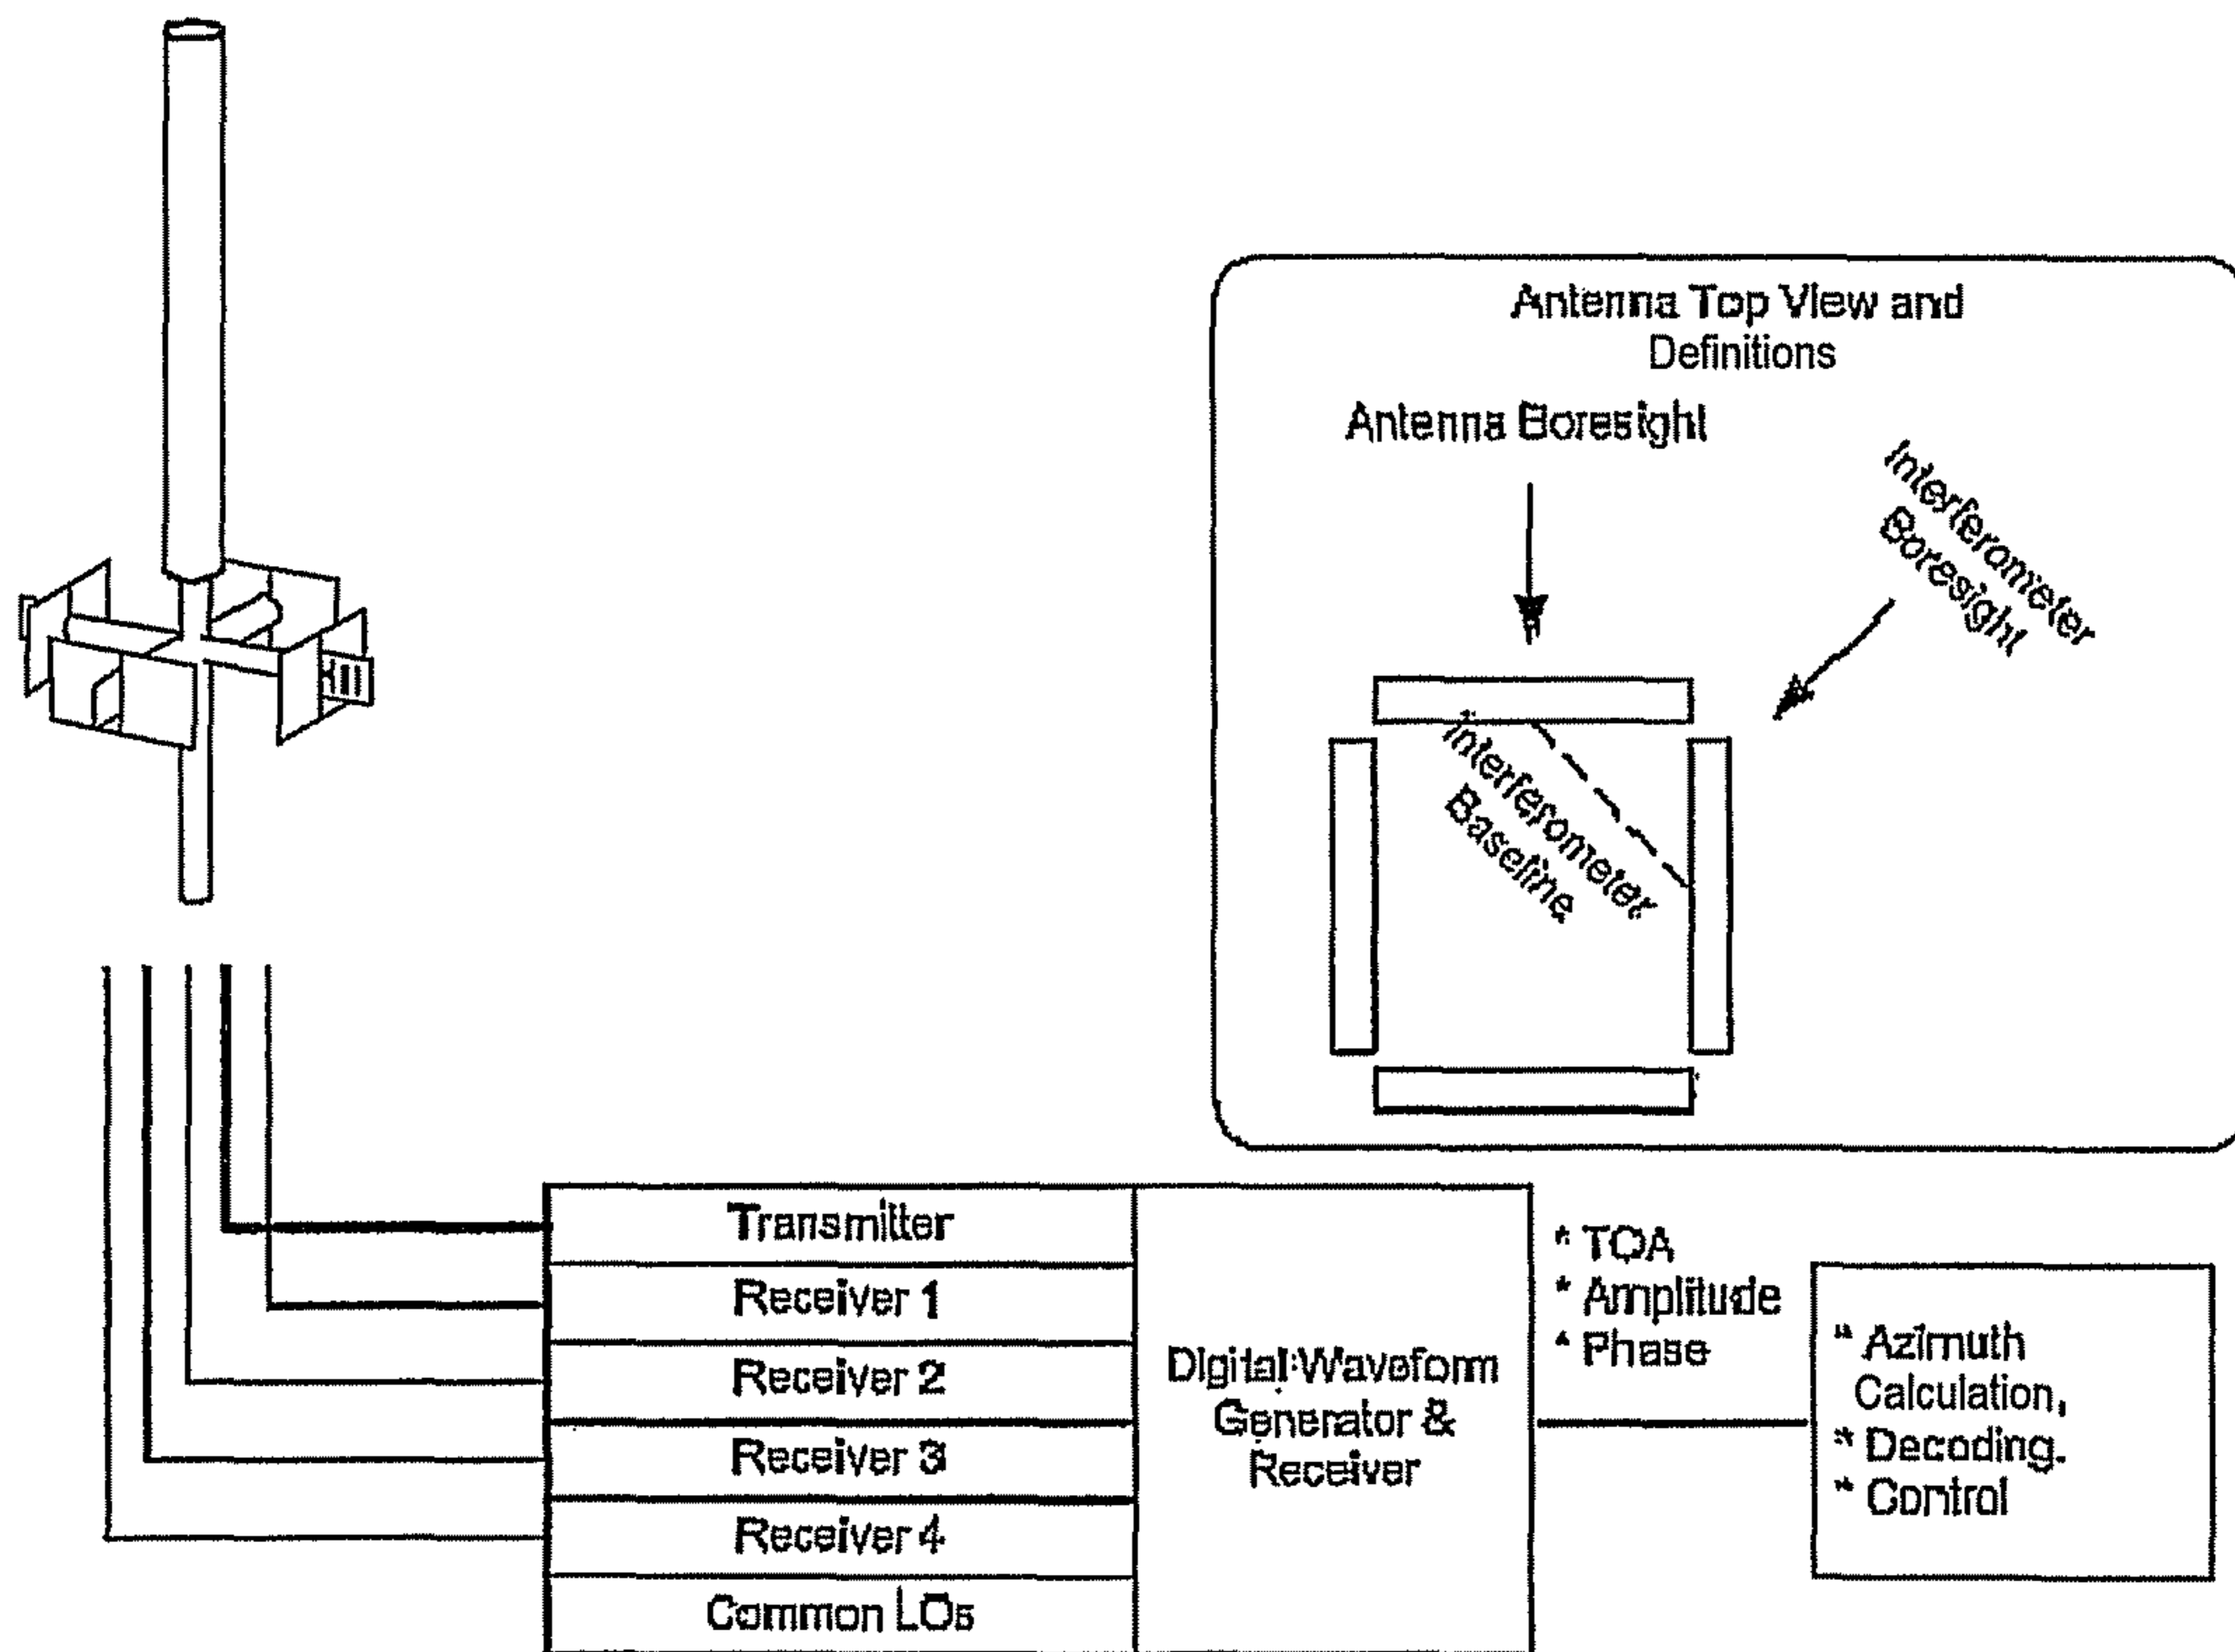 Antenna Top View and
Definitions
Antenna Boresight
Interferometer
Boresight
Interferometer
Baseline
Transmitter
Receiver 1
Receiver 2
Receiver 3
Receiver 4
Common LOs
Digital Waveform
Generator &
Receiver
* TOA
* Amplitude
* Phase
* Azimuth
Calculation,
* Decoding.
* Control